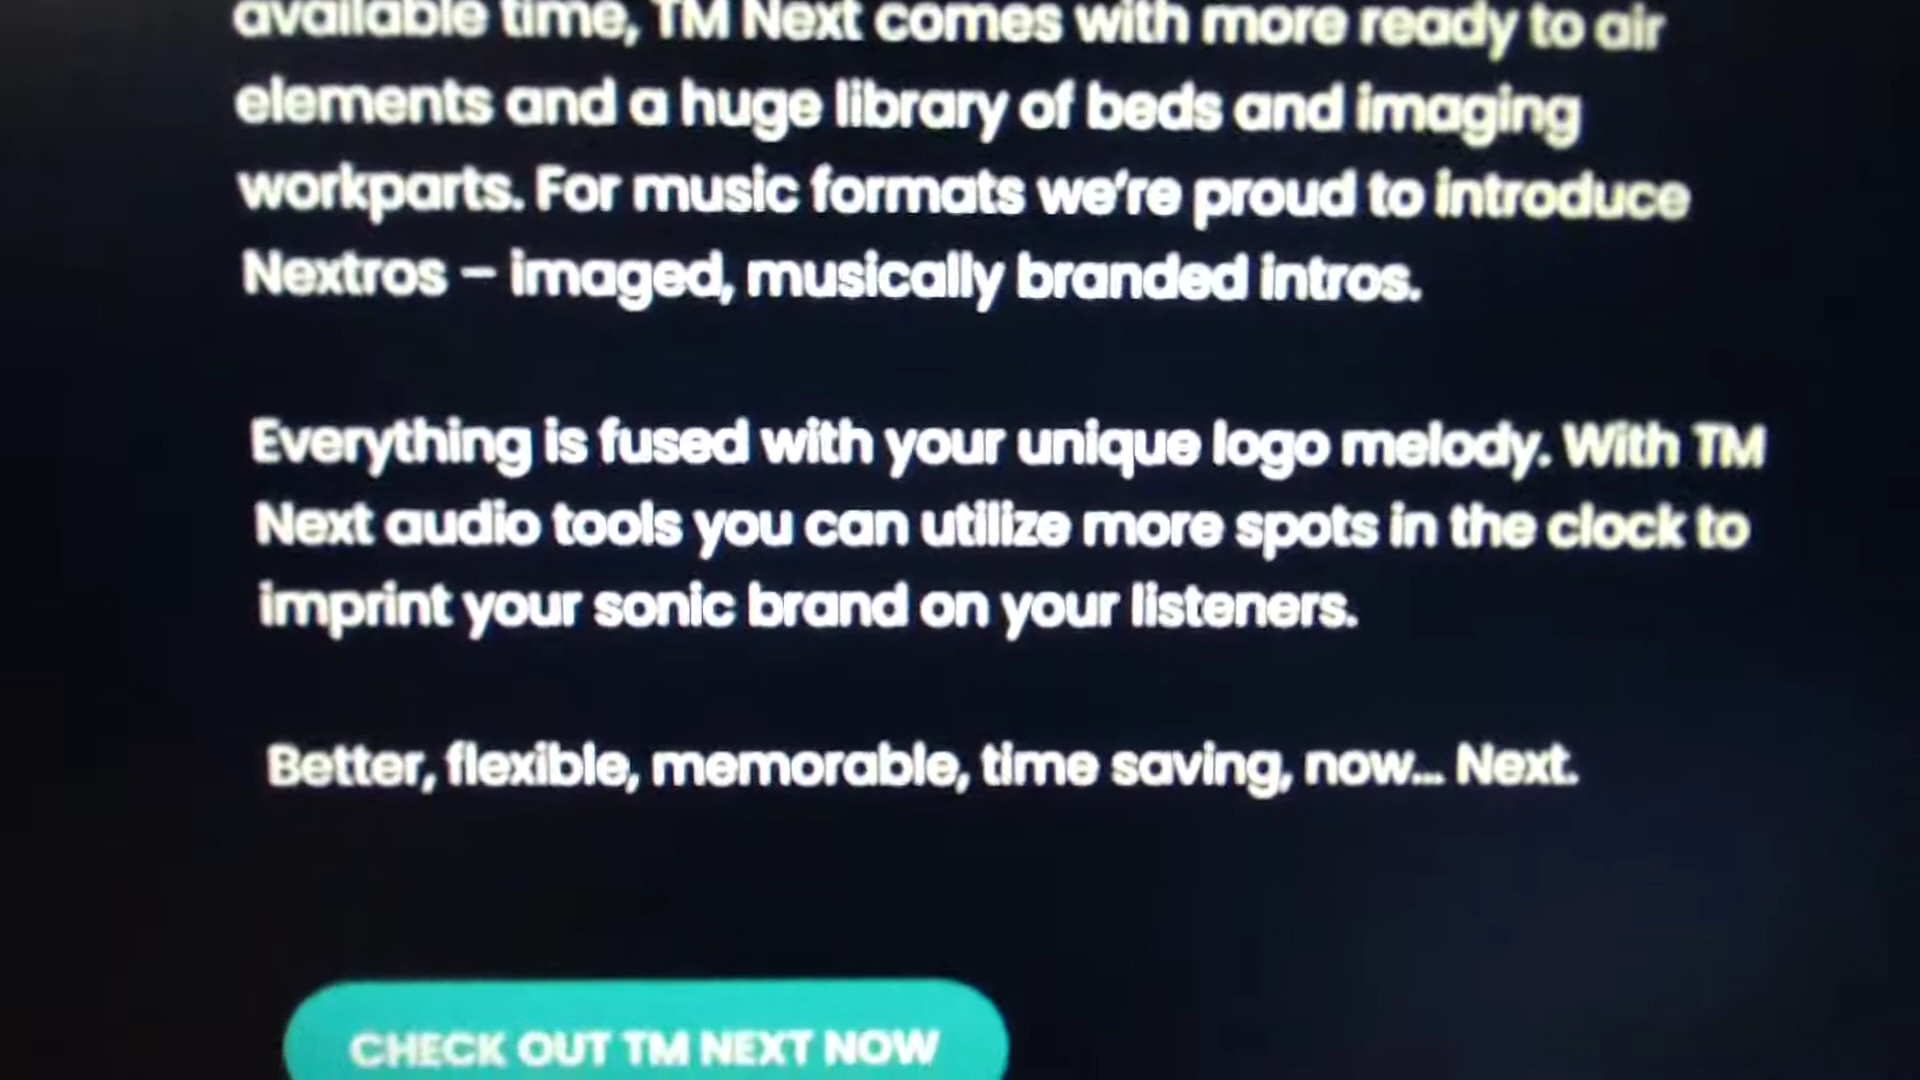 available time, TM Next comes with more ready to air
elements and a huge library of beds and imaging
workparts. For music formats we're proud to introduce
Nextros – imaged, musically branded intros.
Everything is fused with your unique logo melody. With TM
Next audio tools you can utilize more spots in the clock to
imprint your sonic brand on your listeners.
Better, flexible, memorable, time saving, now... Next.
CHECK OUT TM NEXT NOW